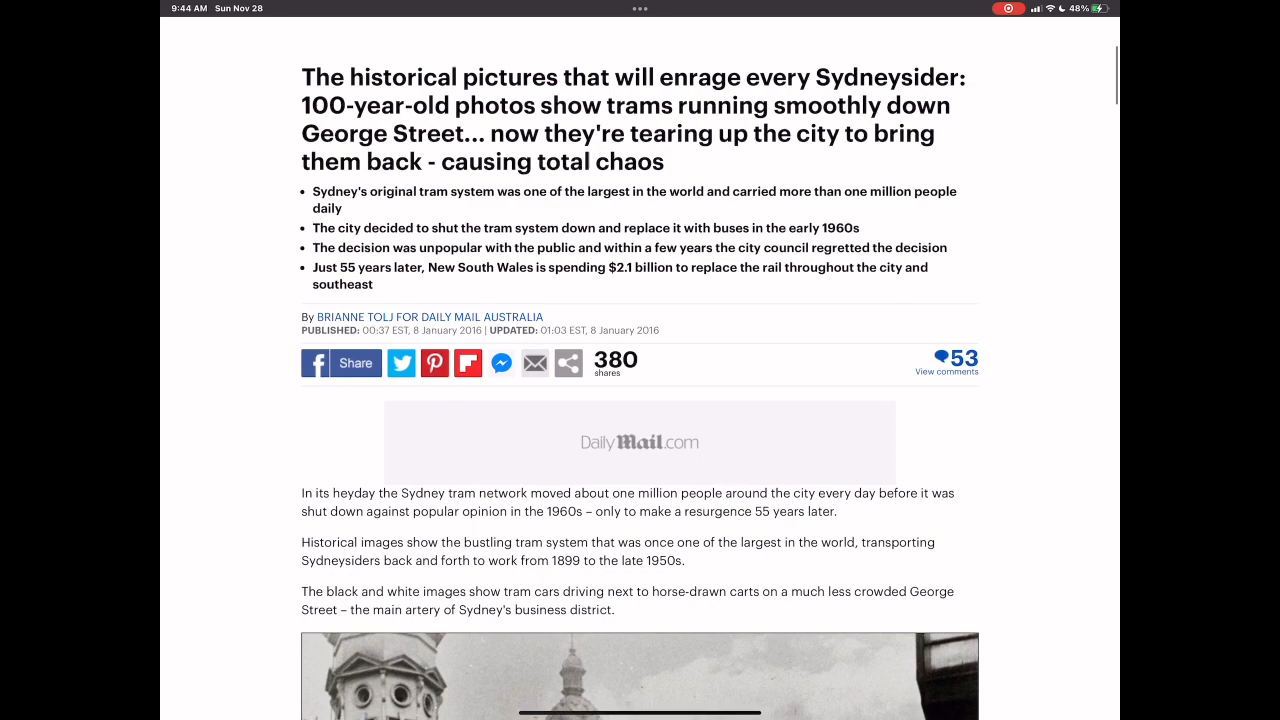 9:44 AM Sun Nov 28
48%
The historical pictures that will enrage every Sydneysider:
100-year-old photos show trams running smoothly down
George Street... now they're tearing up the city to bring
them back - causing total chaos
• Sydney's original tram system was one of the largest in the world and carried more than one million people
daily
• The city decided to shut the tram system down and replace it with buses in the early 1960s
• The decision was unpopular with the public and within a few years the city council regretted the decision
• Just 55 years later, New South Wales is spending $2.1 billion to replace the rail throughout the city and
southeast
By BRIANNE TOLJ FOR DAILY MAIL AUSTRALIA
PUBLISHED: 00:37 EST, 8 January 2016 | UPDATED: 01:03 EST, 8 January 2016
Share
380
shares
53
View comments
DailyMail.com
In its heyday the Sydney tram network moved about one million people around the city every day before it was
shut down against popular opinion in the 1960s – only to make a resurgence 55 years later.
Historical images show the bustling tram system that was once one of the largest in the world, transporting
Sydneysiders back and forth to work from 1899 to the late 1950s.
The black and white images show tram cars driving next to horse-drawn carts on a much less crowded George
Street – the main artery of Sydney's business district.